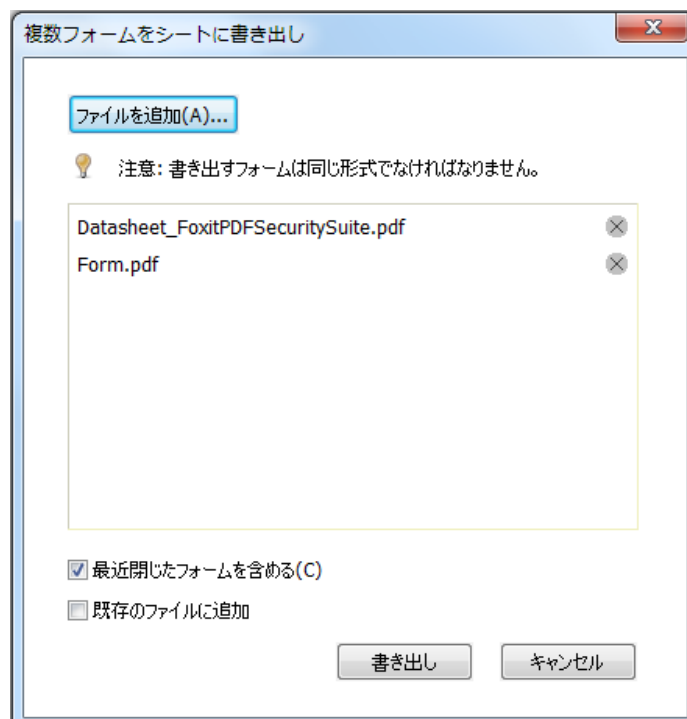 複数フォームをシートに書き出し
ファイルを追加(A)...
注意: 書き出すフォームは同じ形式でなければなりません。
Datasheet_FoxitPDFSecuritySuite.pdf
Form.pdf
最近閉じたフォームを含める(C)
既存のファイルに追加
書き出し キャンセル